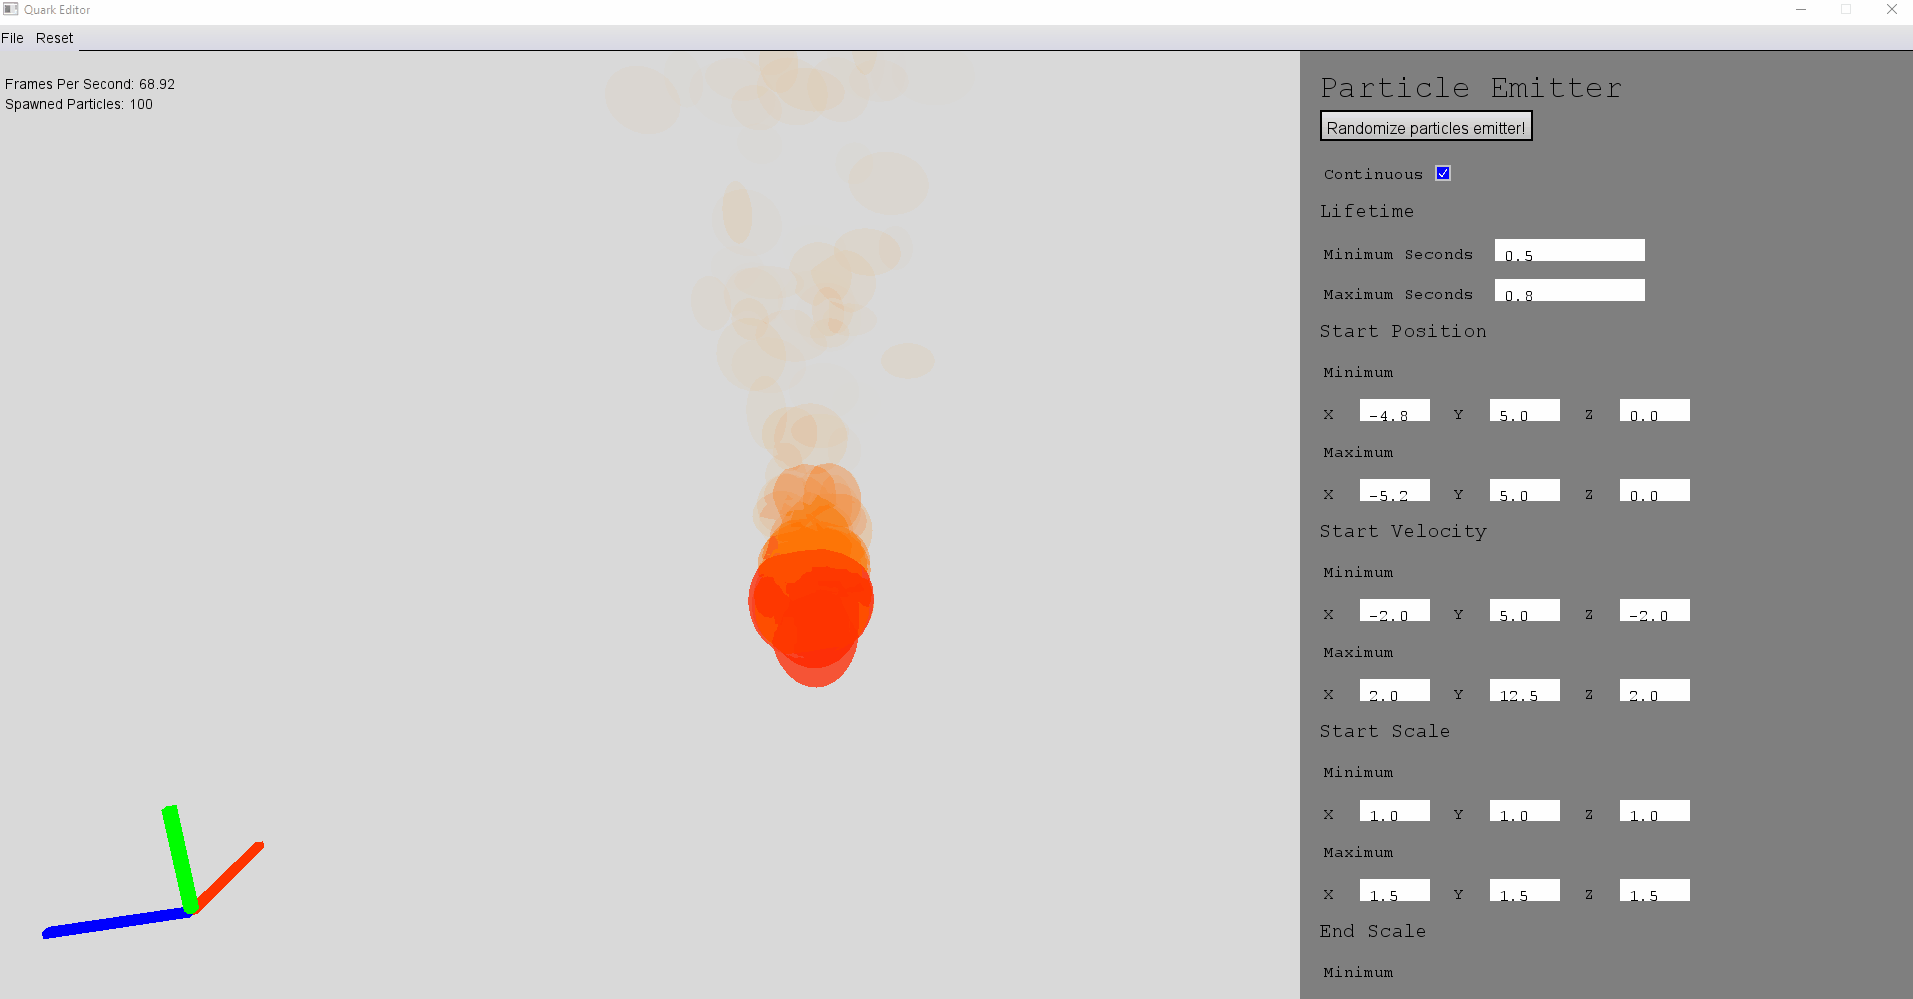 Quark Editor
File Reset
Frames Per Second: 68.92
Spawned Particles: 100
Particle Emitter
Randomize particles emitter!
Continuous
Lifetime
Minimum Seconds 0.5
Maximum Seconds 0.8
Start Position
Minimum
X -4.8 Y 5.0 Z 0.0
Maximum
X -5.2 Y 5.0 Z 0.0
Start Velocity
Minimum
X -2.0 Y 5.0 Z -2.0
Maximum
X 2.0 Y 12.5 Z 2.0
Start Scale
Minimum
X 1.0 Y 1.0 Z 1.0
Maximum
X 1.5 Y 1.5 Z 1.5
End Scale
Minimum